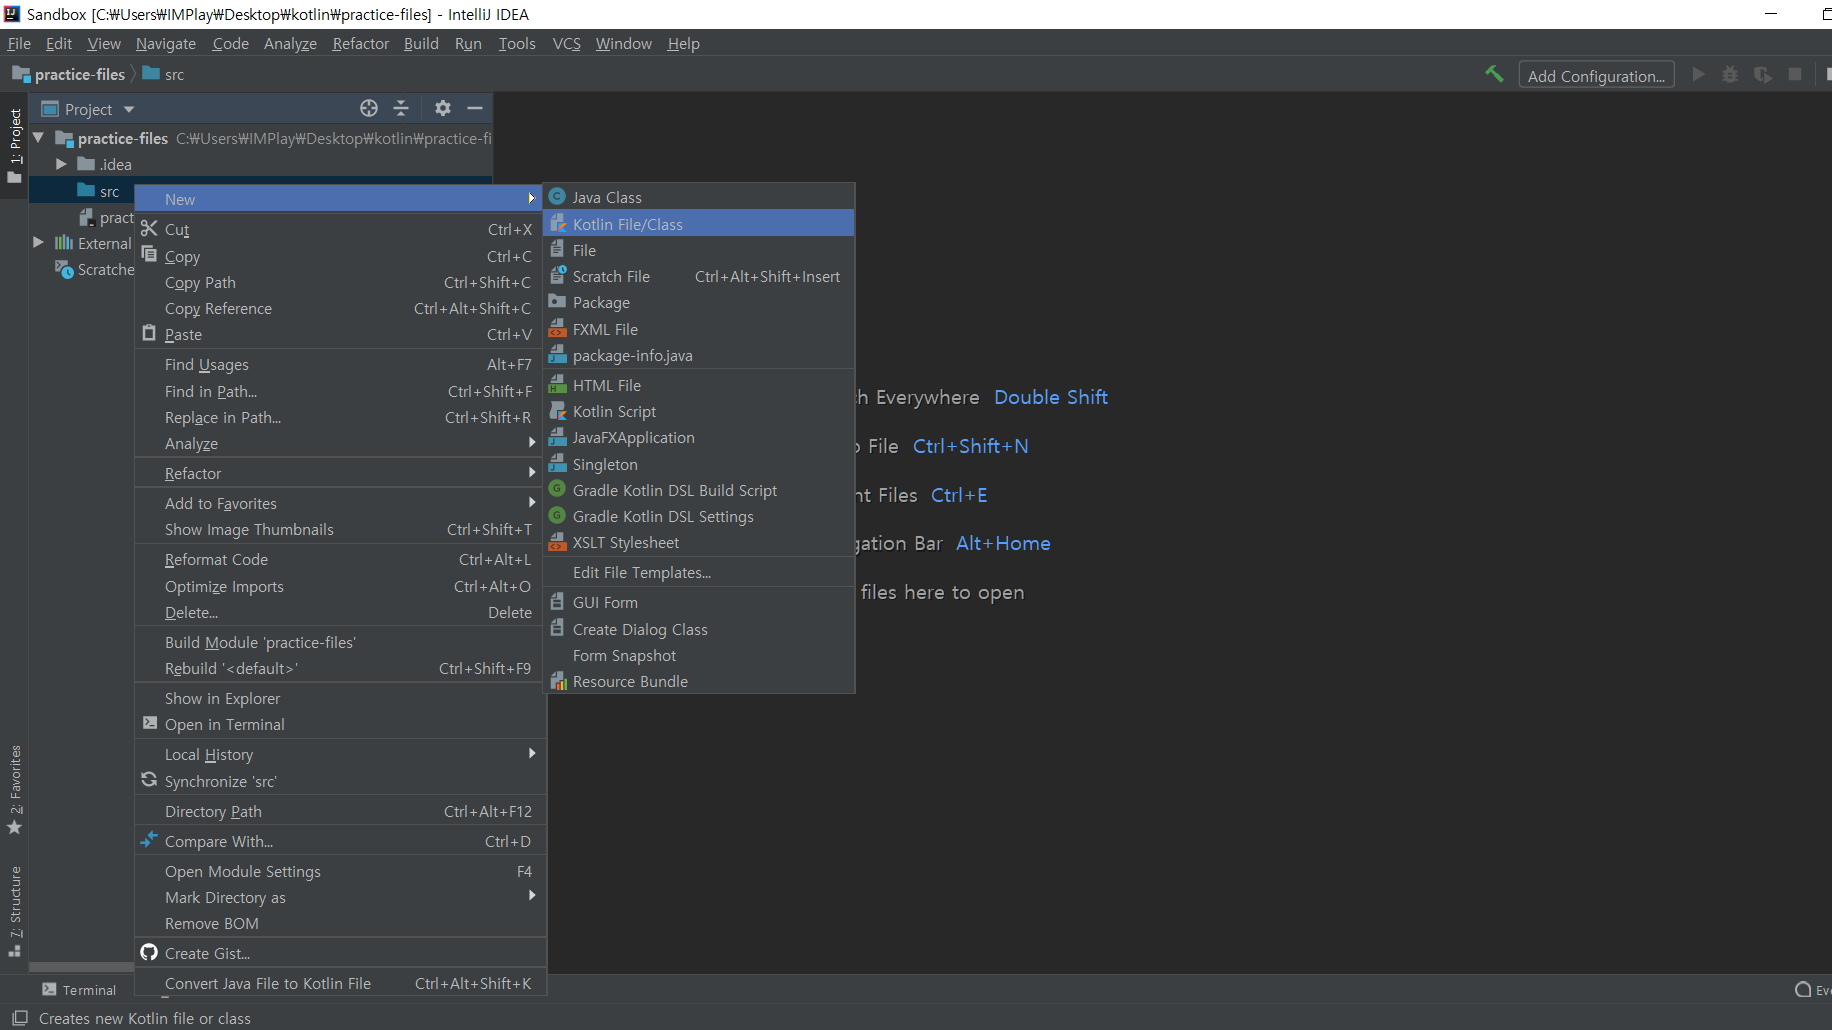 Sandbox [C:₩Users₩IMPlay₩Desktop₩kotlin₩practice-files] - IntelliJ IDEA
File Edit View Navigate Code Analyze Refactor Build Run Tools VCS Window Help
practice-files src
Add Configuration...
1: Project
2: Favorites
7: Structure
Project
practice-files C:₩Users₩IMPlay₩Desktop₩kotlin₩practice-fi
.idea
src
pract
External
Scratche
New
Cut Ctrl+X
Copy Ctrl+C
Copy Path Ctrl+Shift+C
Copy Reference Ctrl+Alt+Shift+C
Paste Ctrl+V
Find Usages Alt+F7
Find in Path... Ctrl+Shift+F
Replace in Path... Ctrl+Shift+R
Analyze
Refactor
Add to Favorites
Show Image Thumbnails Ctrl+Shift+T
Reformat Code Ctrl+Alt+L
Optimize Imports Ctrl+Alt+O
Delete... Delete
Build Module 'practice-files'
Rebuild '<default>' Ctrl+Shift+F9
Show in Explorer
Open in Terminal
Local History
Synchronize 'src'
Directory Path Ctrl+Alt+F12
Compare With... Ctrl+D
Open Module Settings F4
Mark Directory as
Remove BOM
Create Gist...
Convert Java File to Kotlin File Ctrl+Alt+Shift+K
Java Class
Kotlin File/Class
File
Scratch File Ctrl+Alt+Shift+Insert
Package
FXML File
package-info.java
HTML File
Kotlin Script
JavaFXApplication
Singleton
Gradle Kotlin DSL Build Script
Gradle Kotlin DSL Settings
XSLT Stylesheet
Edit File Templates...
GUI Form
Create Dialog Class
Form Snapshot
Resource Bundle
ch Everywhere Double Shift
o File Ctrl+Shift+N
nt Files Ctrl+E
gation Bar Alt+Home
files here to open
Terminal
Eve
Creates new Kotlin file or class